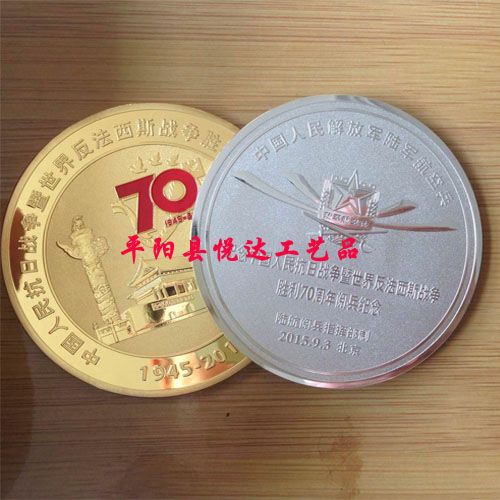 中国人民抗日战争暨世界反法西斯战争胜
70
1945-201
中国人民解放军陆军航空兵
平阳县悦达工艺品
中国人民抗日战争暨世界反法西斯战争
胜利70周年阅兵纪念
2015.9.3 北京